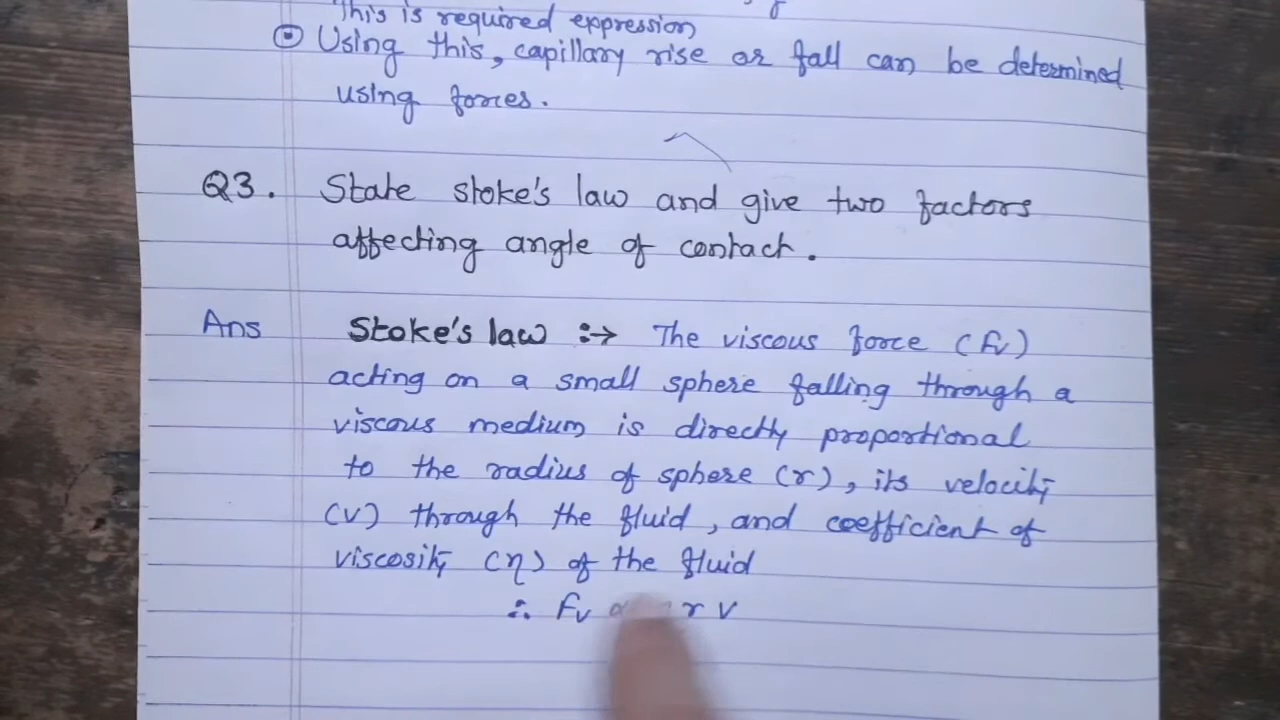 This is required expression
Using this, capillary rise or fall can be determined
using forces.
Q3. State stoke's law and give two factors
affecting angle of contact.
Ans Stoke's law :→ The viscous force (fv)
acting on a small sphere falling through a
viscous medium is directly proportional
to the radius of sphere (r), its velocity
(v) through the fluid, and coefficient of
viscosity (η) of the fluid
∴ Fv r v